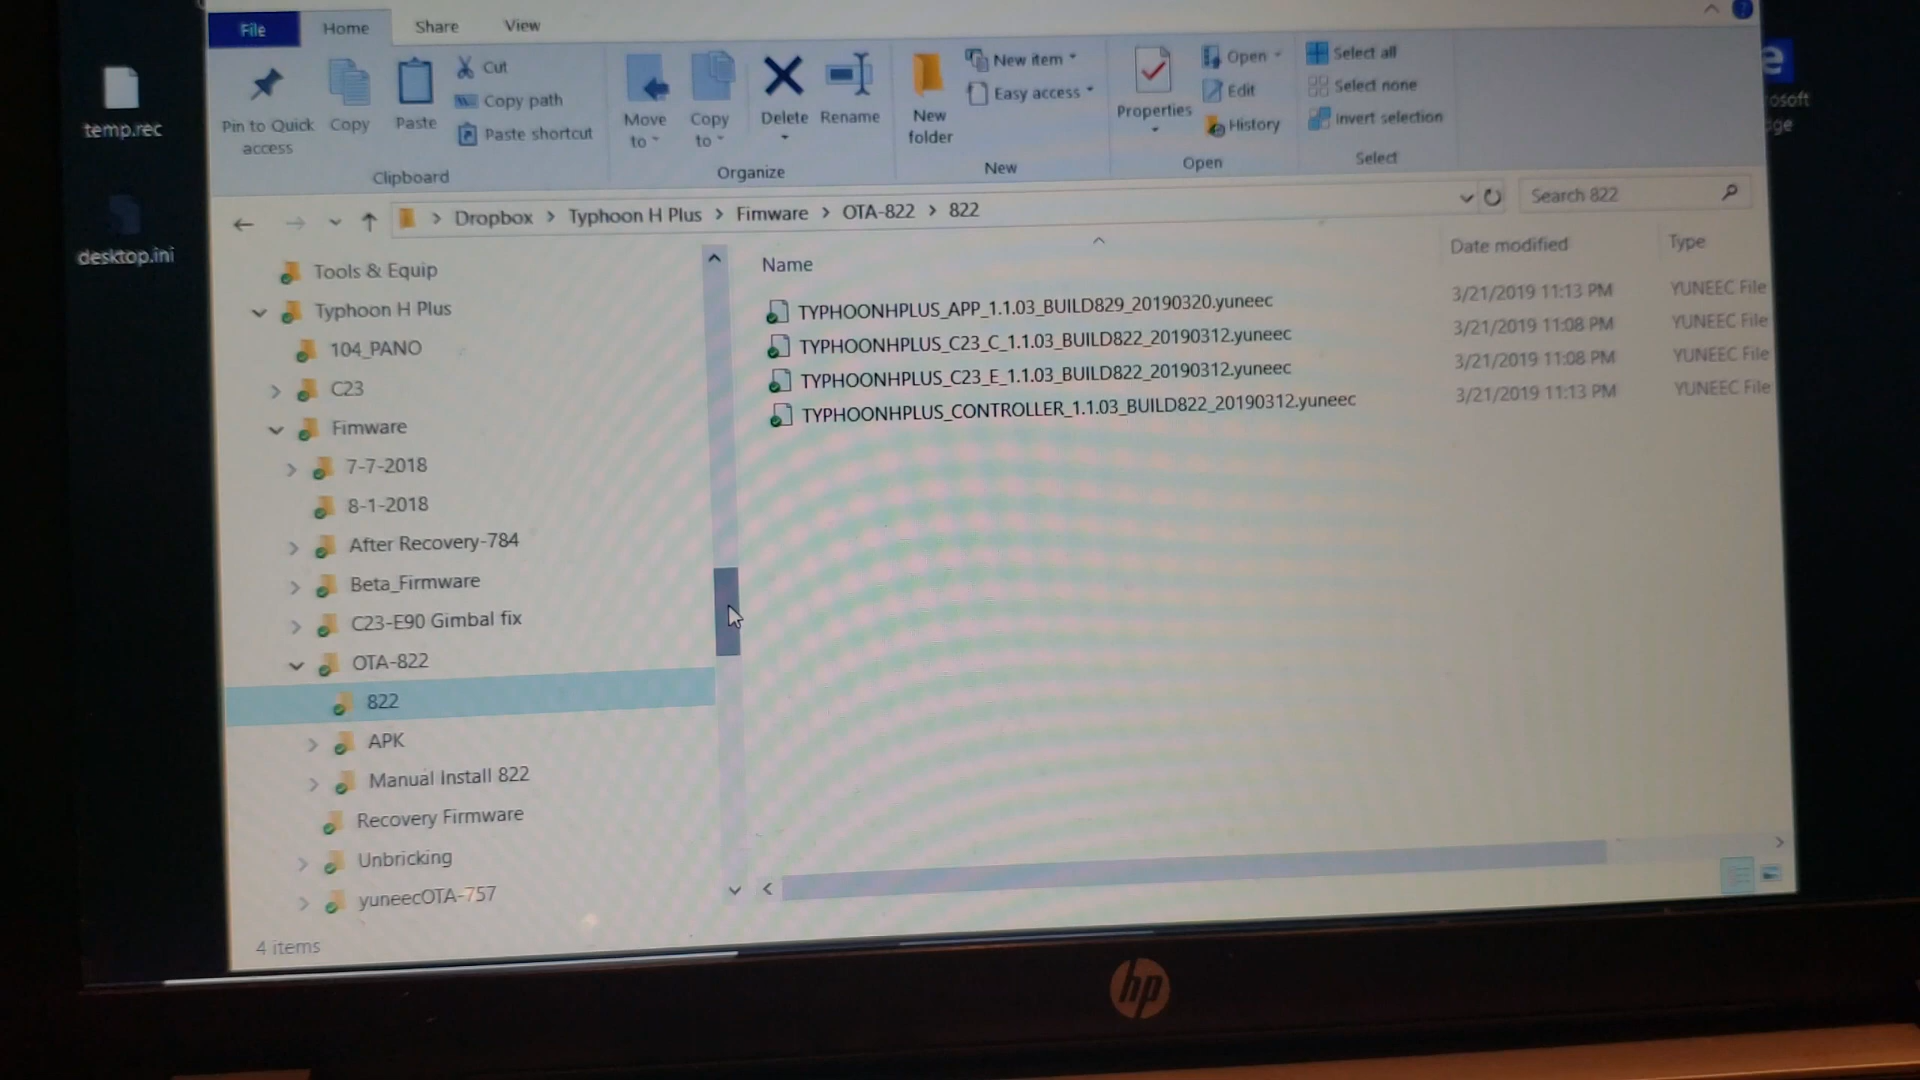 File Home Share View
Pin to Quick access
Copy
Paste
Cut
Copy path
Paste shortcut
Clipboard
Move to
Copy to
Delete
Rename
Organize
New folder
New item
Easy access
New
Properties
Open
Edit
History
Open
Select all
Select none
Invert selection
Select
temp.rec
desktop.ini
osoft
ge
> Dropbox > Typhoon H Plus > Fimware > OTA-822 > 822
Search 822
Tools & Equip
Typhoon H Plus
104_PANO
C23
Fimware
7-7-2018
8-1-2018
After Recovery-784
Beta_Firmware
C23-E90 Gimbal fix
OTA-822
822
APK
Manual Install 822
Recovery Firmware
Unbricking
yuneecOTA-757
4 items
Name Date modified Type
TYPHOONHPLUS_APP_1.1.03_BUILD829_20190320.yuneec 3/21/2019 11:13 PM YUNEEC File
TYPHOONHPLUS_C23_C_1.1.03_BUILD822_20190312.yuneec 3/21/2019 11:08 PM YUNEEC File
TYPHOONHPLUS_C23_E_1.1.03_BUILD822_20190312.yuneec 3/21/2019 11:08 PM YUNEEC File
TYPHOONHPLUS_CONTROLLER_1.1.03_BUILD822_20190312.yuneec 3/21/2019 11:13 PM YUNEEC File
hp